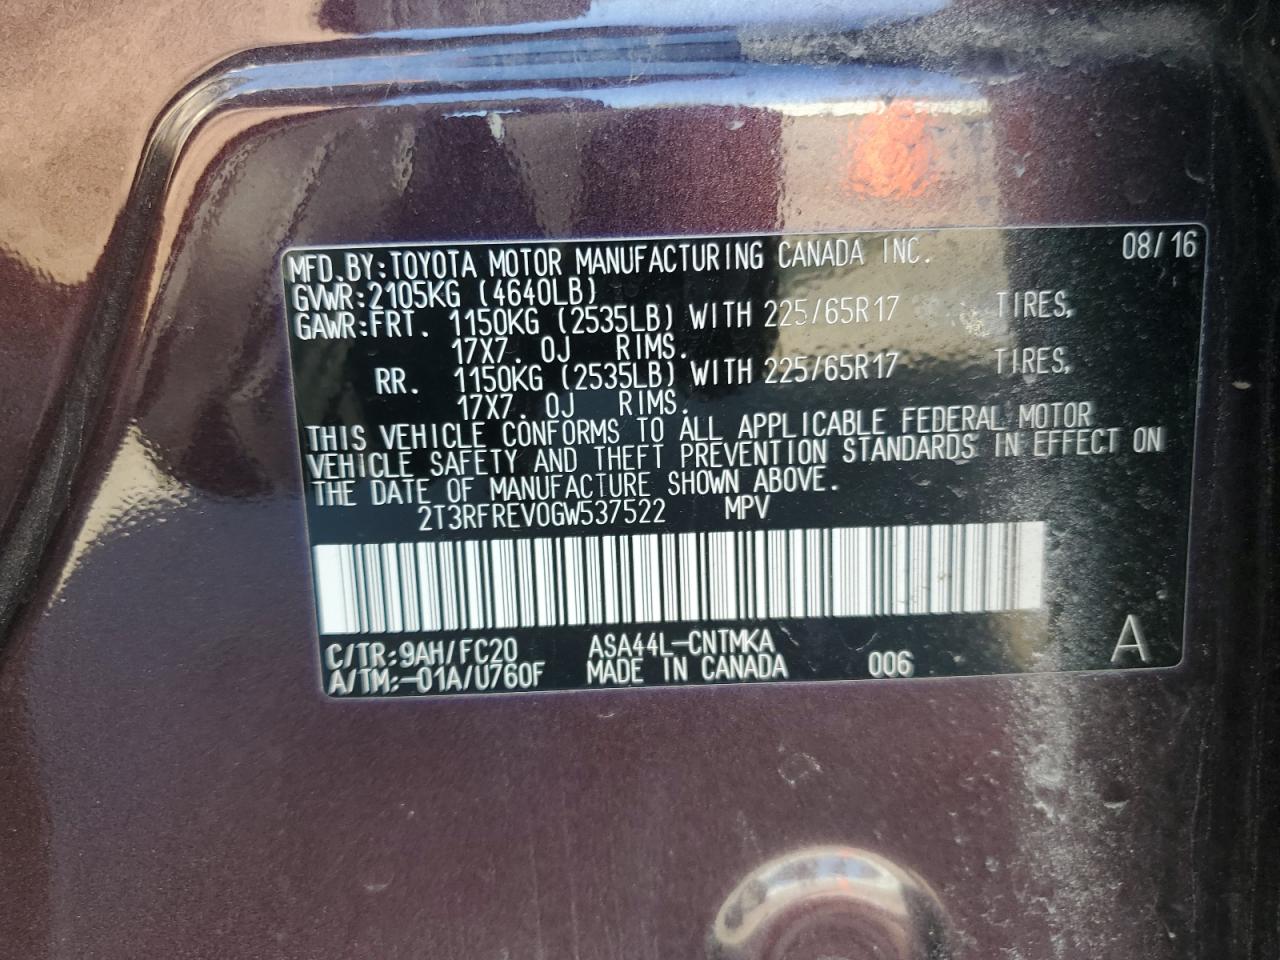 MFD.BY:TOYOTA MOTOR MANUFACTURING CANADA INC. 08/16
GVWR:2105KG (4640LB)
GAWR:FRT. 1150KG (2535LB) WITH 225/65R17 TIRES,
17X7.0J RIMS.
RR. 1150KG (2535LB) WITH 225/65R17 TIRES,
17X7.0J RIMS.
THIS VEHICLE CONFORMS TO ALL APPLICABLE FEDERAL MOTOR
VEHICLE SAFETY AND THEFT PREVENTION STANDARDS IN EFFECT ON
THE DATE OF MANUFACTURE SHOWN ABOVE.
2T3RFREV0GW537522 MPV
C/TR:9AH/FC20 ASA44L-CNTMKA A
A/TM:-01A/U760F MADE IN CANADA 006